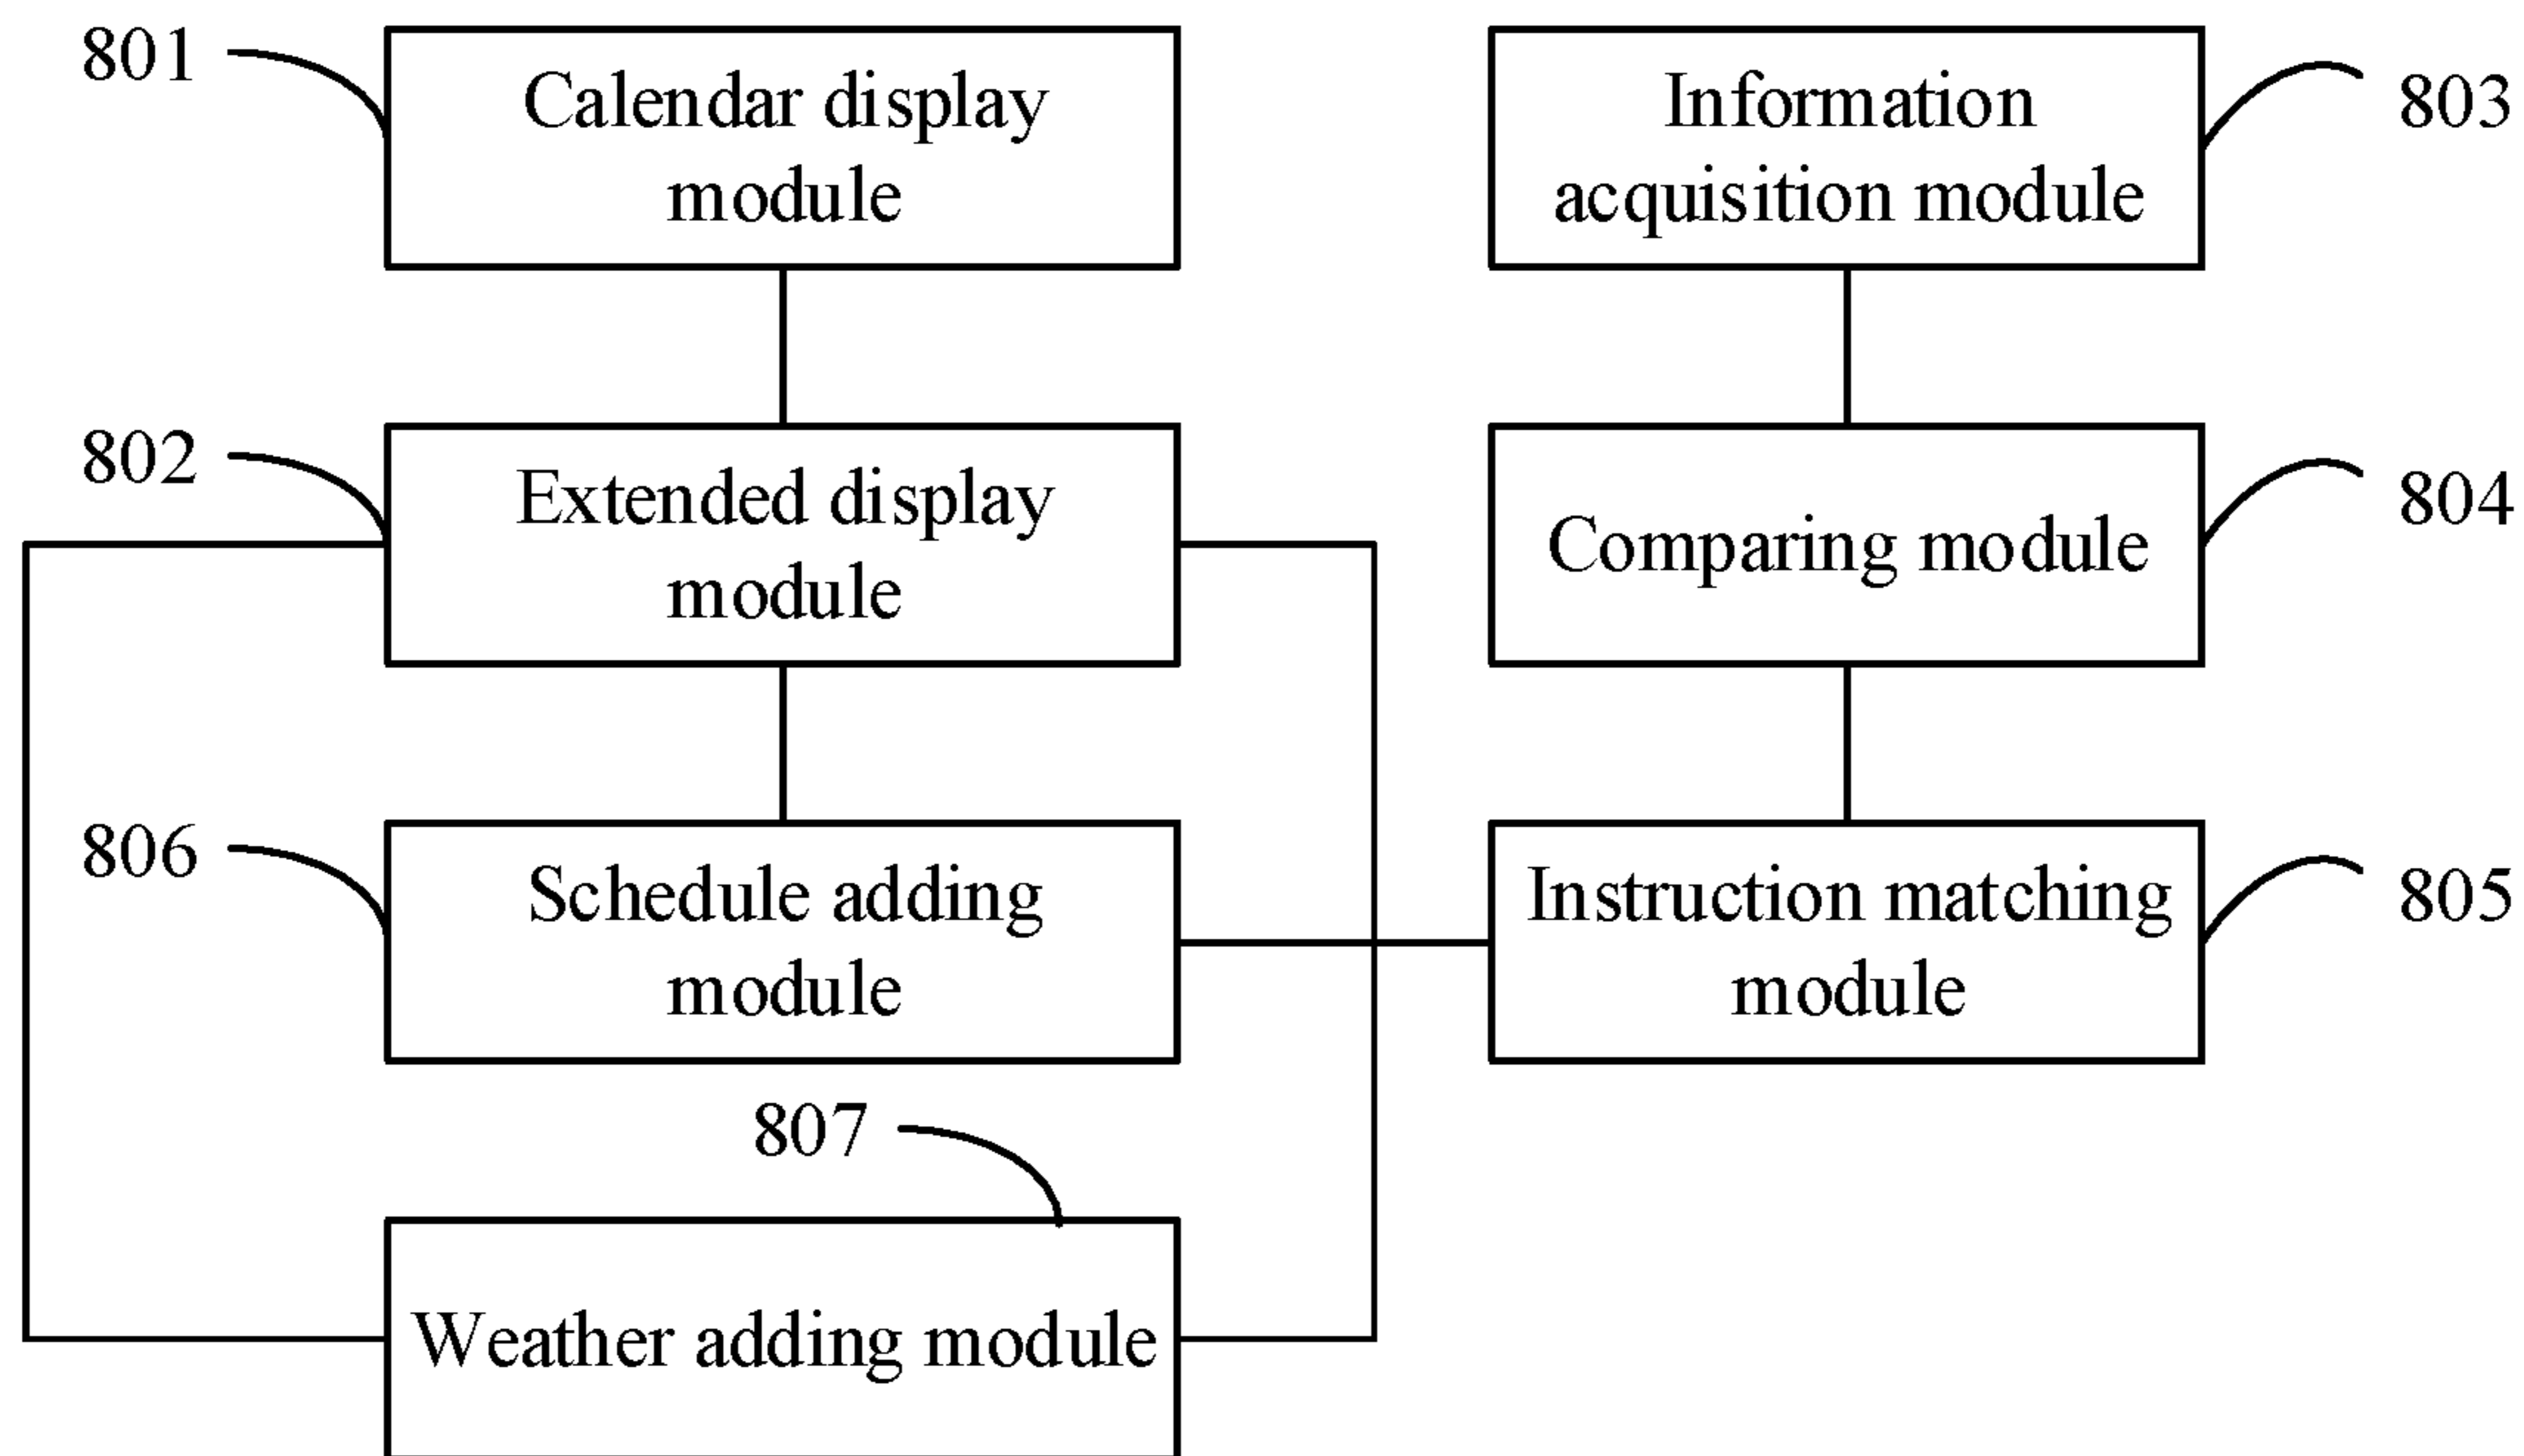 801
Calendar display
module
Information
acquisition module
803
802
Extended display
module
Comparing module
804
806
Schedule adding
module
Instruction matching
module
805
807
Weather adding module